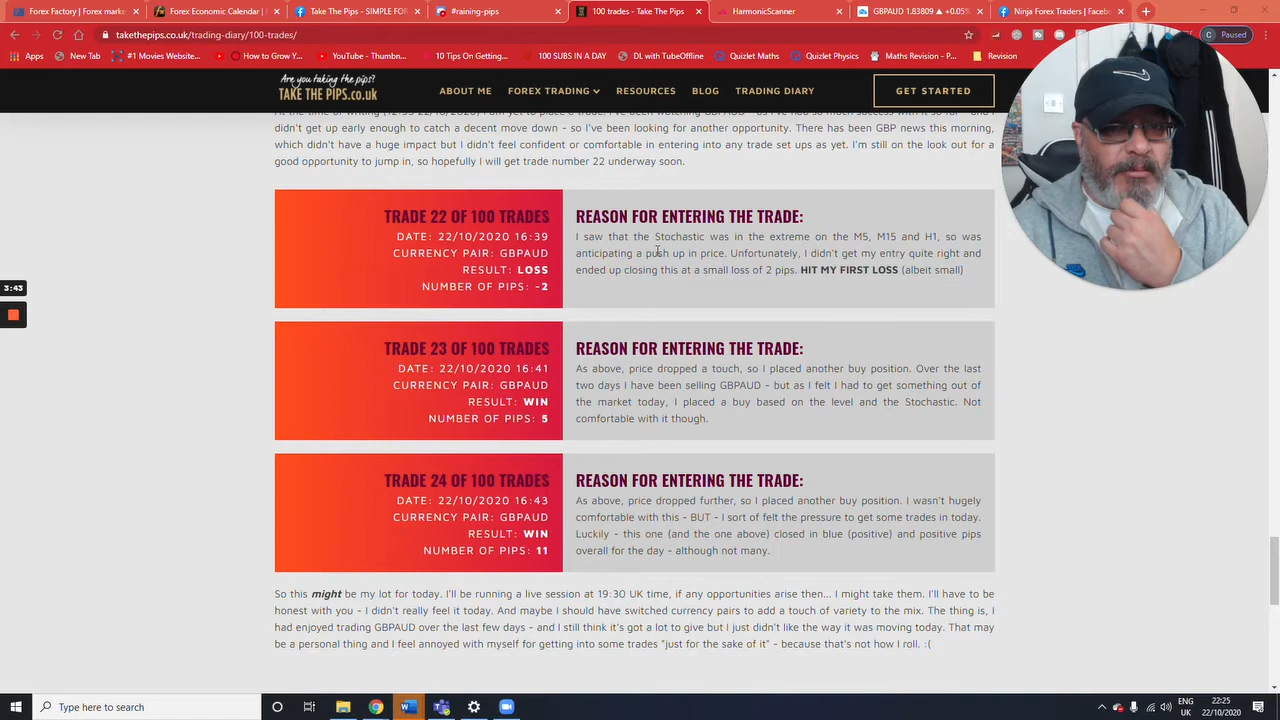 Forex Factory | Forex market
Forex Economic Calendar |
Take The Pips - SIMPLE FOR
#raining-pips
100 trades - Take The Pips
HarmonicScanner
GBPAUD 1.83809 ▲ +0.05%
Ninja Forex Traders | Facebo
takethepips.co.uk/trading-diary/100-trades/
Paused
Apps
New Tab
#1 Movies Website...
How to Grow Y...
YouTube - Thumbn...
10 Tips On Getting...
100 SUBS IN A DAY
DL with TubeOffline
Quizlet Maths
Quizlet Physics
Maths Revision - P...
Revision
Are you taking the pips?
TAKE THE PIPS.co.uk
ABOUT ME
FOREX TRADING
RESOURCES
BLOG
TRADING DIARY
GET STARTED
didn't get up early enough to catch a decent move down - so I've been looking for another opportunity. There has been GBP news this morning,
which didn't have a huge impact but I didn't feel confident or comfortable in entering into any trade set ups as yet. I'm still on the look out for a
good opportunity to jump in, so hopefully I will get trade number 22 underway soon.
TRADE 22 OF 100 TRADES
DATE: 22/10/2020 16:39
CURRENCY PAIR: GBPAUD
RESULT: LOSS
NUMBER OF PIPS: -2
REASON FOR ENTERING THE TRADE:
I saw that the Stochastic was in the extreme on the M5, M15 and H1, so was
anticipating a push up in price. Unfortunately, I didn't get my entry quite right and
ended up closing this at a small loss of 2 pips. HIT MY FIRST LOSS (albeit small)
3:43
TRADE 23 OF 100 TRADES
DATE: 22/10/2020 16:41
CURRENCY PAIR: GBPAUD
RESULT: WIN
NUMBER OF PIPS: 5
REASON FOR ENTERING THE TRADE:
As above, price dropped a touch, so I placed another buy position. Over the last
two days I have been selling GBPAUD - but as I felt I had to get something out of
the market today, I placed a buy based on the level and the Stochastic. Not
comfortable with it though.
TRADE 24 OF 100 TRADES
DATE: 22/10/2020 16:43
CURRENCY PAIR: GBPAUD
RESULT: WIN
NUMBER OF PIPS: 11
REASON FOR ENTERING THE TRADE:
As above, price dropped further, so I placed another buy position. I wasn't hugely
comfortable with this - BUT - I sort of felt the pressure to get some trades in today.
Luckily - this one (and the one above) closed in blue (positive) and positive pips
overall for the day - although not many.
So this might be my lot for today. I'll be running a live session at 19:30 UK time, if any opportunities arise then... I might take them. I'll have to be
honest with you - I didn't really feel it today. And maybe I should have switched currency pairs to add a touch of variety to the mix. The thing is, I
had enjoyed trading GBPAUD over the last few days - and I still think it's got a lot to give but I just didn't like the way it was moving today. That may
be a personal thing and I feel annoyed with myself for getting into some trades "just for the sake of it" - because that's not how I roll. :(
Type here to search
ENG
UK
22:25
22/10/2020